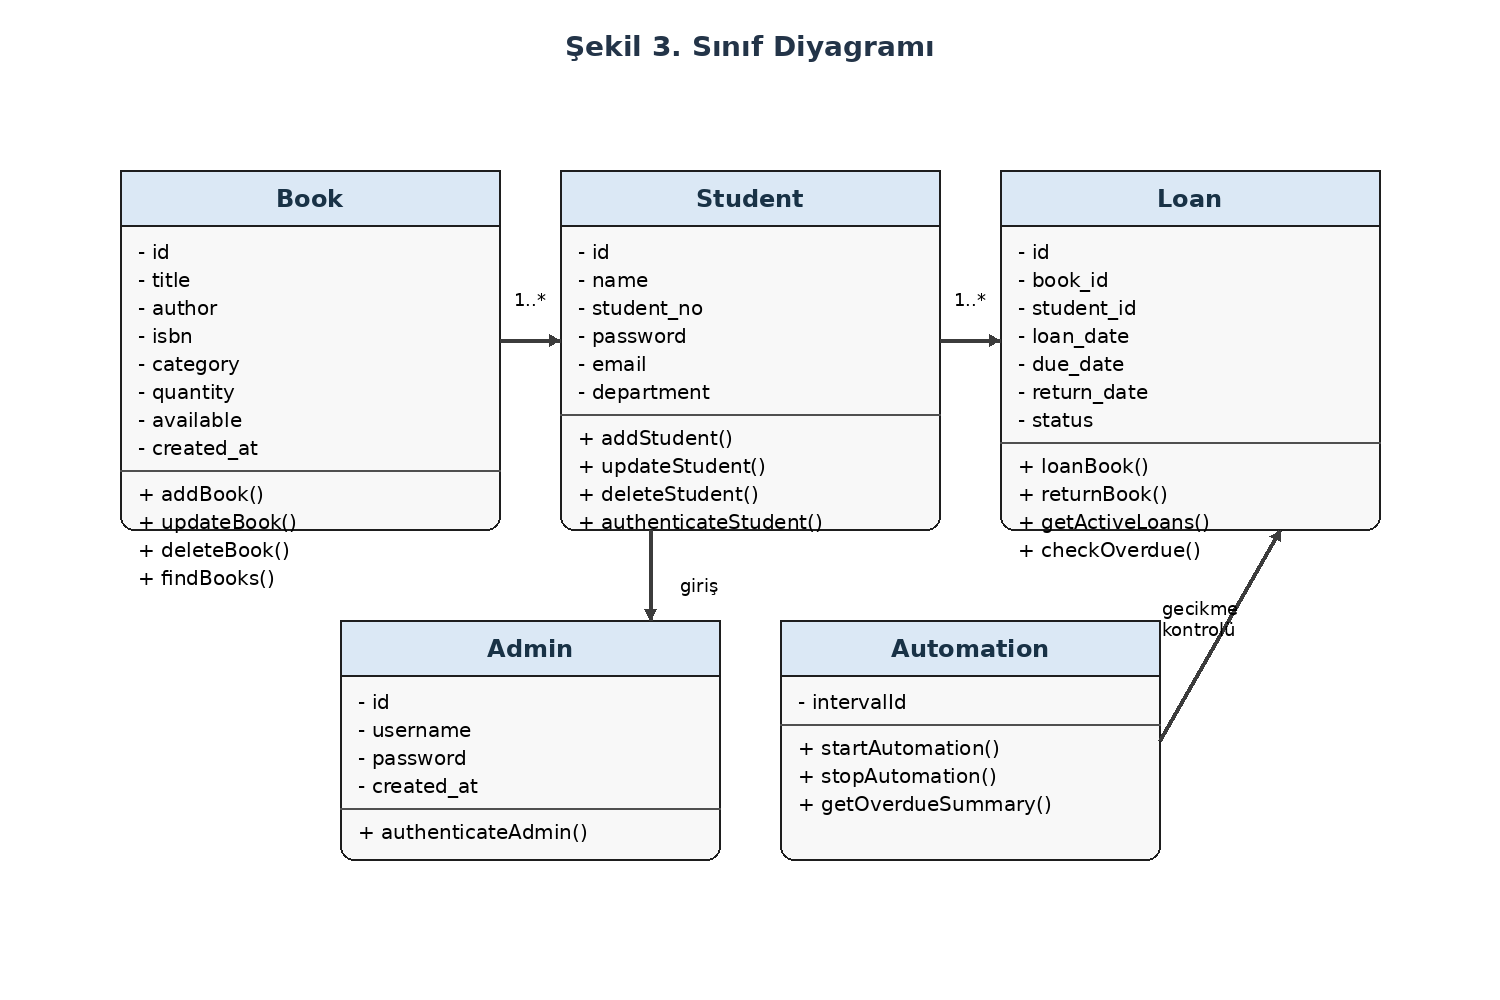 Şekil 3. Sınıf Diyagramı
Book
- id
- title
- author
- isbn
- category
- quantity
- available
- created_at
+ addBook()
+ updateBook()
+ deleteBook()
+ findBooks()
1..*
Student
- id
- name
- student_no
- password
- email
- department
+ addStudent()
+ updateStudent()
+ deleteStudent()
+ authenticateStudent()
1..*
Loan
- id
- book_id
- student_id
- loan_date
- due_date
- return_date
- status
+ loanBook()
+ returnBook()
+ getActiveLoans()
+ checkOverdue()
giriş
gecikme
kontrolü
Admin
- id
- username
- password
- created_at
+ authenticateAdmin()
Automation
- intervalId
+ startAutomation()
+ stopAutomation()
+ getOverdueSummary()